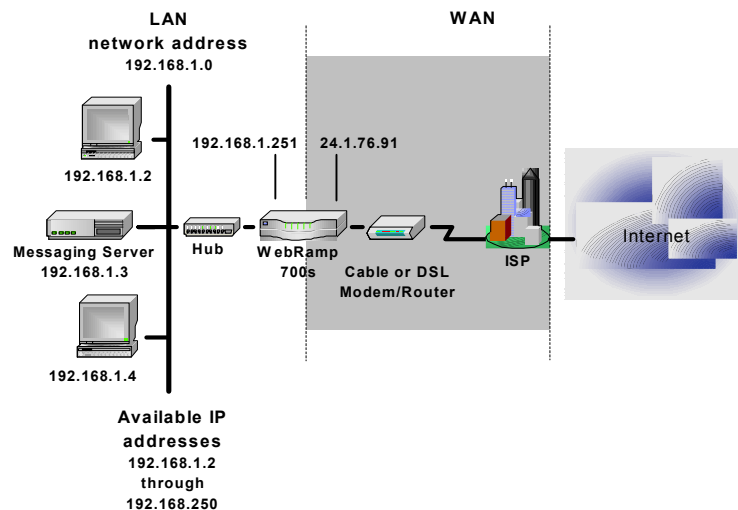 LAN
network address
192.168.1.0
WAN
192.168.1.251
24.1.76.91
192.168.1.2
Messaging Server
192.168.1.3
Hub
WebRamp
700s
Cable or DSL
Modem/Router
ISP
Internet
192.168.1.4
Available IP
addresses
192.168.1.2
through
192.168.250